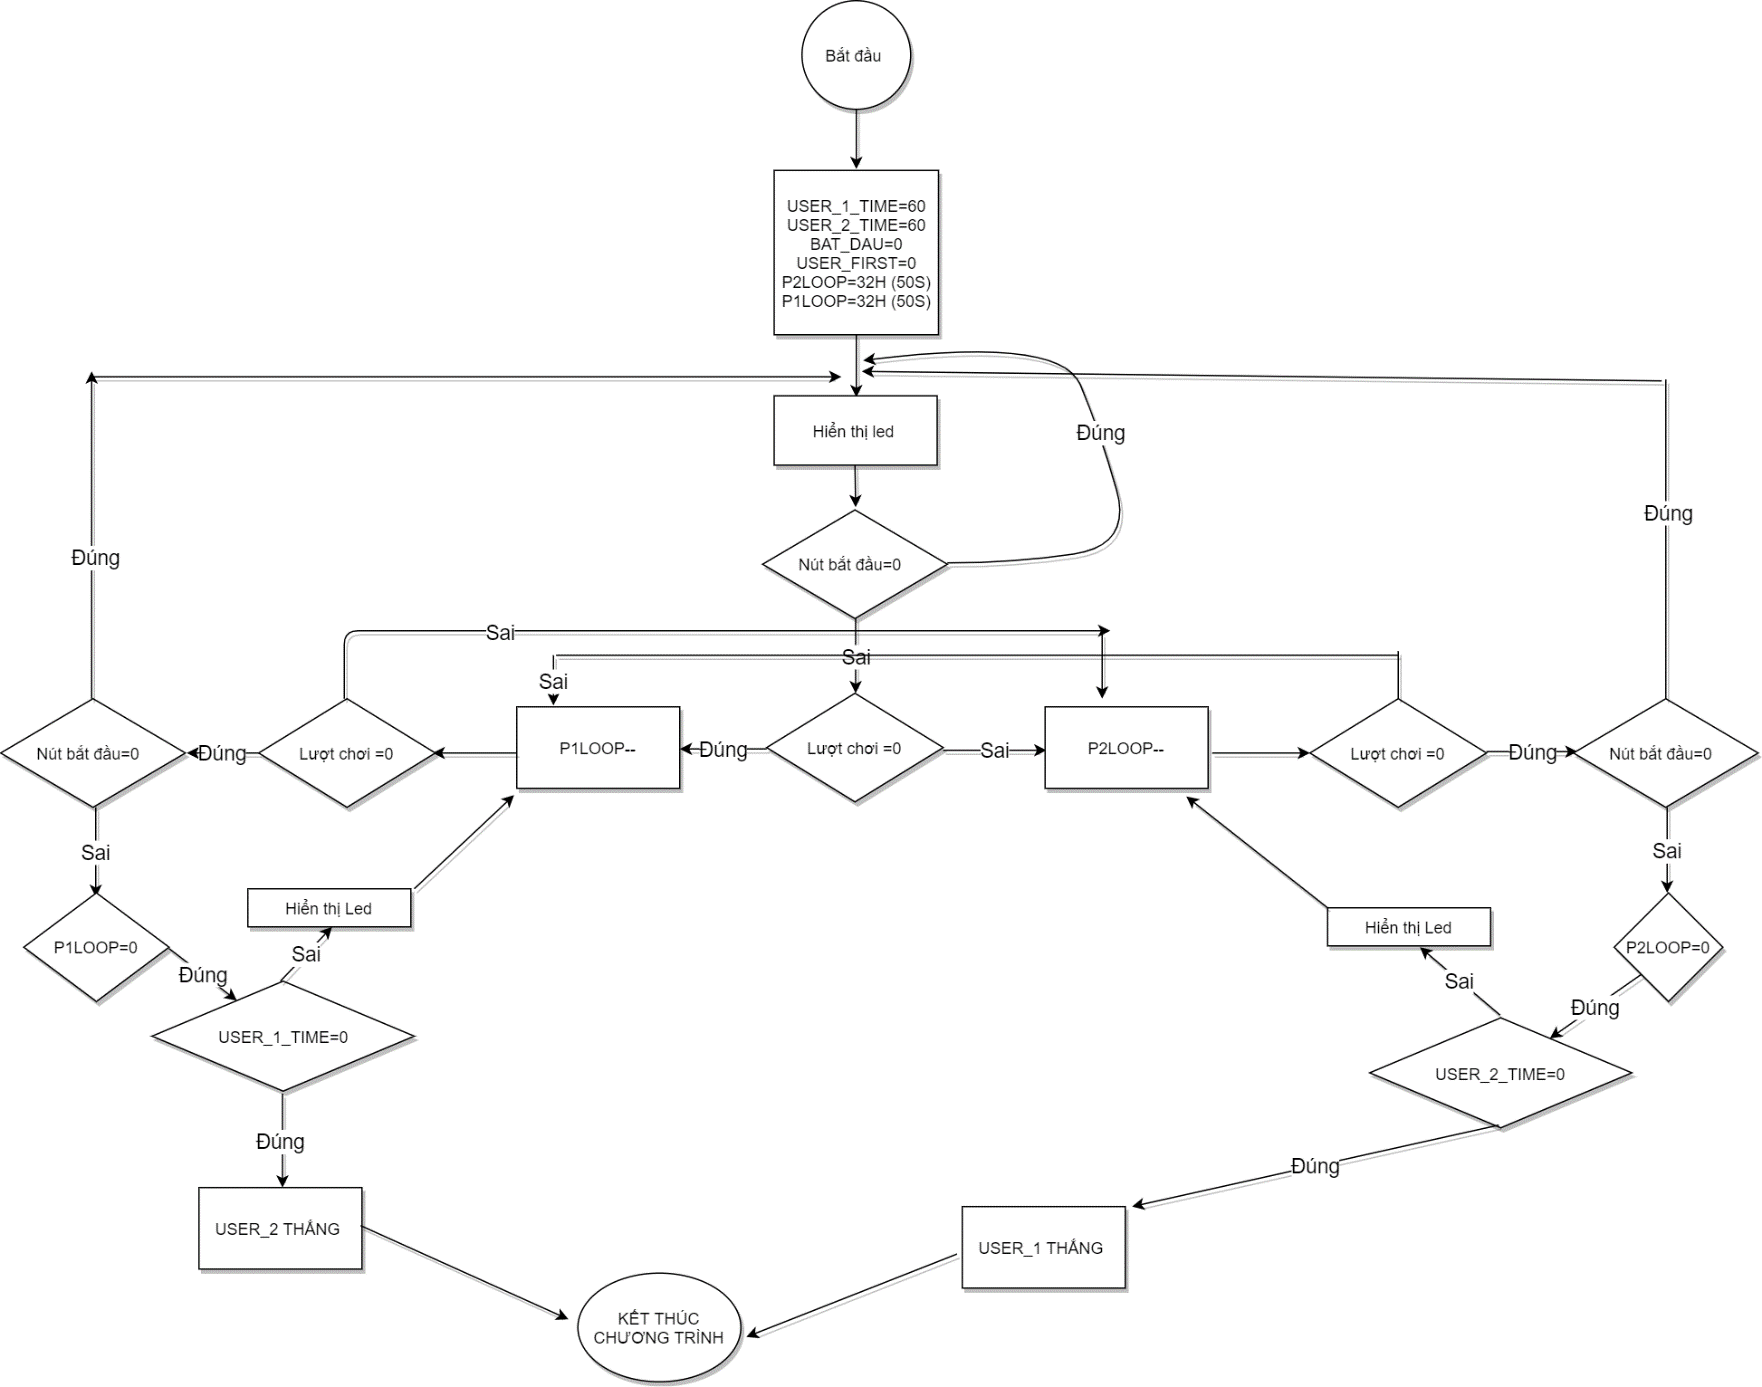 Bắt đầu
USER_1_TIME=60
USER_2_TIME=60
BAT_DAU=0
USER_FIRST=0
P2LOOP=32H (50S)
P1LOOP=32H (50S)
Hiển thị led
Đúng
Nút bắt đầu=0
Đúng
Đúng
Sai
Sai
Sai
Nút bắt đầu=0
Đúng
Lượt chơi =0
P1LOOP--
Đúng
Lượt chơi =0
Sai
P2LOOP--
Lượt chơi =0
Đúng
Nút bắt đầu=0
Sai
Sai
Hiển thị Led
Hiển thị Led
P1LOOP=0
P2LOOP=0
Sai
Đúng
Sai
Đúng
USER_1_TIME=0
USER_2_TIME=0
Đúng
Đúng
USER_2 THẮNG
USER_1 THẮNG
KẾT THÚC
CHƯƠNG TRÌNH